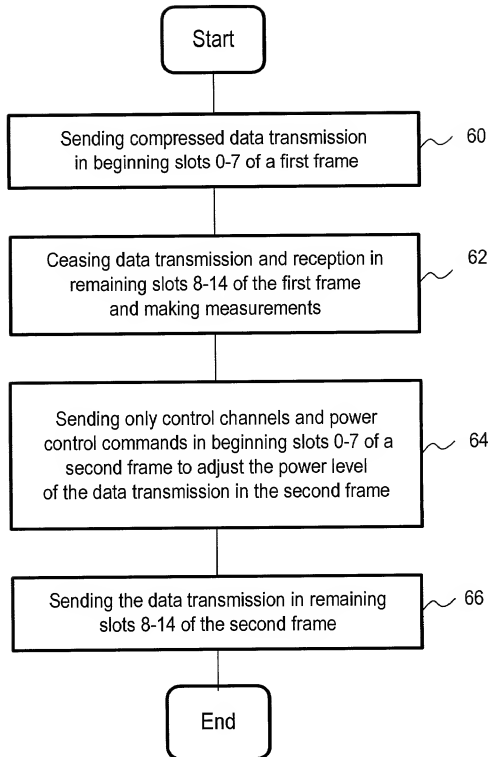 Start
Sending compressed data transmission
in beginning slots 0-7 of a first frame
60
Ceasing data transmission and reception in
remaining slots 8-14 of the first frame
and making measurements
62
Sending only control channels and power
control commands in beginning slots 0-7 of a
second frame to adjust the power level
of the data transmission in the second frame
64
Sending the data transmission in remaining
slots 8-14 of the second frame
66
End